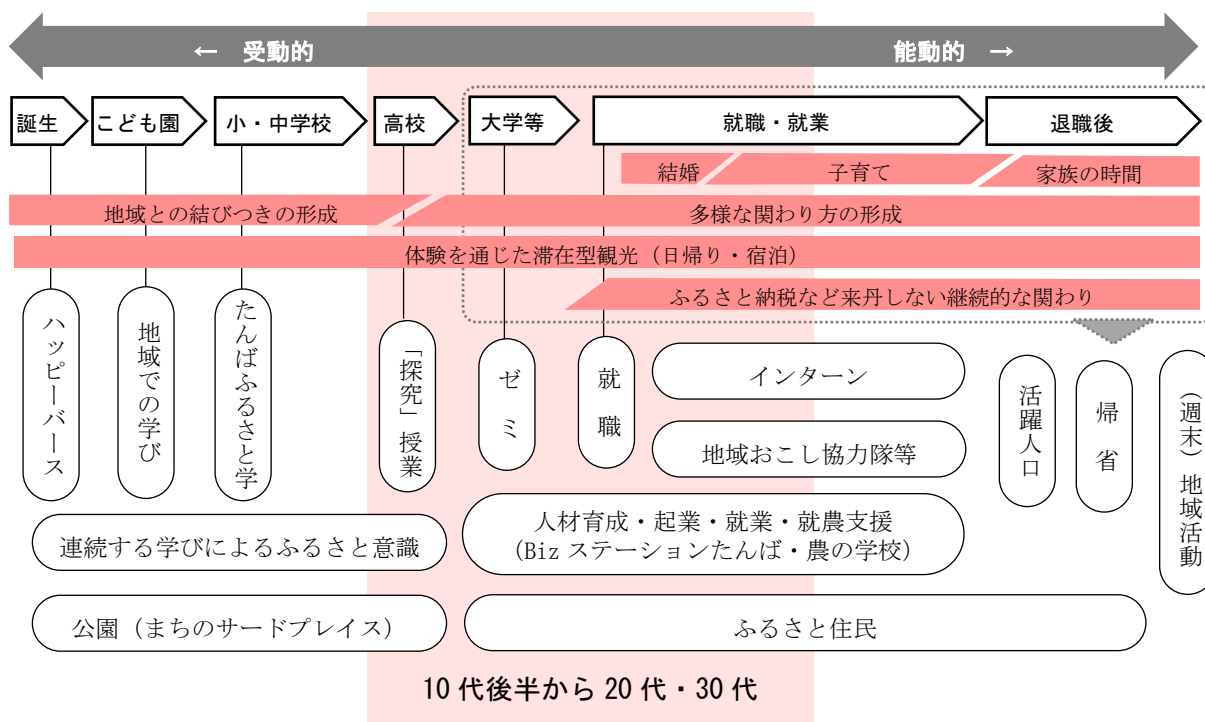 ← 受動的
能動的 →
誕生
こども園
小・中学校
高校
大学等
就職・就業
退職後
結婚
子育て
家族の時間
地域との結びつきの形成
多様な関わり方の形成
体験を通じた滞在型観光（日帰り・宿泊）
ふるさと納税など来丹しない継続的な関わり
ハッピーバース
地域での学び
たんばふるさと学
「探究」授業
ゼミ
就職
インターン
地域おこし協力隊等
活躍人口
帰省
（週末）地域活動
人材育成・起業・就業・就農支援
（Biz ステーションたんば・農の学校）
連続する学びによるふるさと意識
公園（まちのサードプレイス）
ふるさと住民
10 代後半から 20 代・30 代